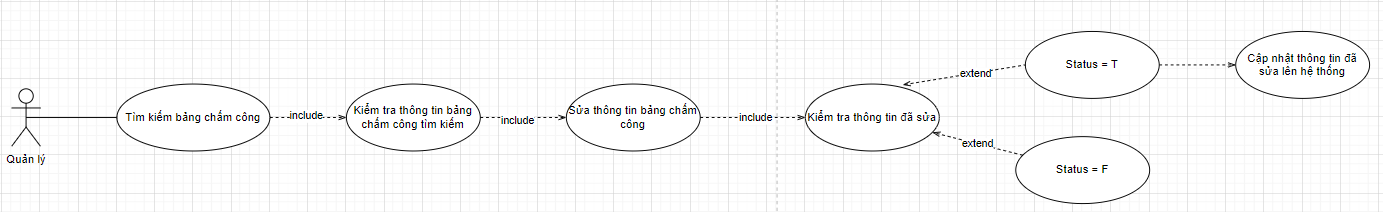 Quản lý
Tìm kiếm bảng chấm công
include
Kiểm tra thông tin bảng
chấm công tìm kiếm
include
Sửa thông tin bảng chấm
công
include
Kiểm tra thông tin đã sửa
extend
Status = T
Cập nhật thông tin đã
sửa lên hệ thống
extend
Status = F